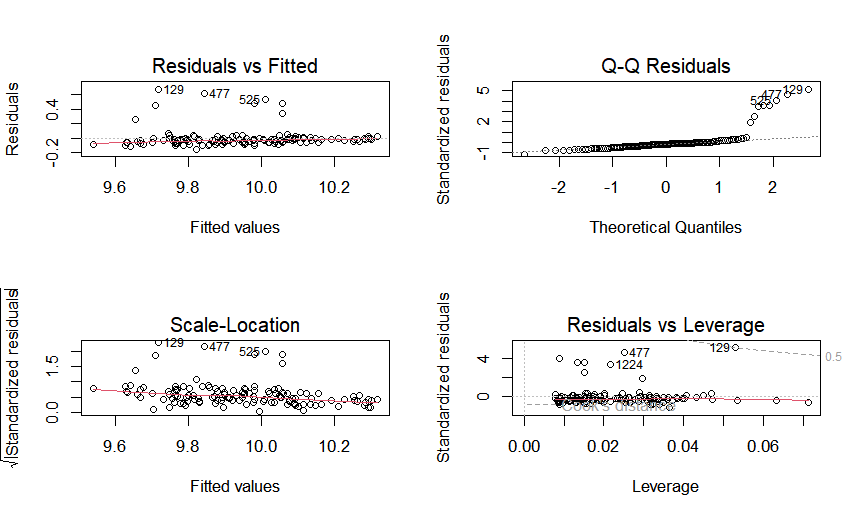 Residuals vs Fitted
Residuals
-0.2 0.4
129
477
525
9.6 9.8 10.0 10.2
Fitted values
Q-Q Residuals
Standardized residuals
-1 2 5
129
477
525
-2 -1 0 1 2
Theoretical Quantiles
Scale-Location
√|Standardized residuals|
0.0 1.5
129
477
525
9.6 9.8 10.0 10.2
Fitted values
Residuals vs Leverage
Standardized residuals
0 4
129
477
1224
0.5
Cook's distance
0.00 0.02 0.04 0.06
Leverage